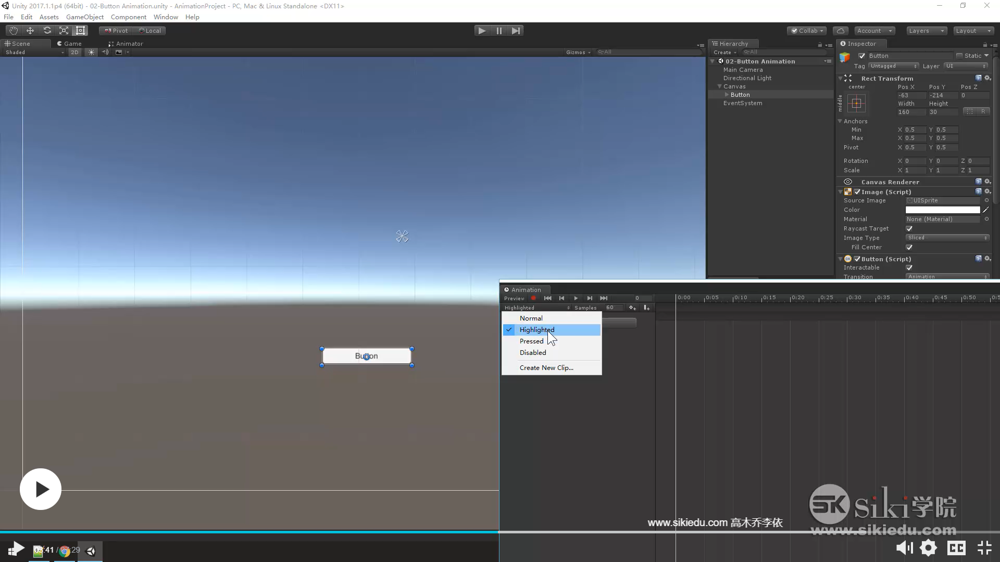 Unity 2017.1.1p4 (64bit) - 02-Button Animation.unity - AnimationProject - PC, Mac & Linux Standalone <DX11>
File Edit Assets GameObject Component Window Help
Pivot Local Collab Account Layers Layout
Scene Game Animator
Shaded 2D Gizmos All
Hierarchy
Create All
02-Button Animation
Main Camera
Directional Light
Canvas
Button
EventSystem
Inspector
Button Static
Tag Untagged Layer UI
Rect Transform
center Pos X Pos Y Pos Z
middle -63 -214 0
Width Height
160 30 R
Anchors
Min X 0.5 Y 0.5
Max X 0.5 Y 0.5
Pivot X 0.5 Y 0.5
Rotation X 0 Y 0 Z 0
Scale X 1 Y 1 Z 1
Canvas Renderer
Image (Script)
Source Image UISprite
Color
Material None (Material)
Raycast Target
Image Type Sliced
Fill Center
OK Button (Script)
Interactable
Transition Animation
Button
Animation
Preview 0 0:00 0:05 0:10 0:15 0:20 0:25 0:30 0:35 0:40 0:45 0:50
Highlighted Samples 60
Normal
Highlighted
Pressed
Disabled
Create New Clip...
SK siki学院
www.sikiedu.com 高木乔李依
www.sikiedu.com
CC